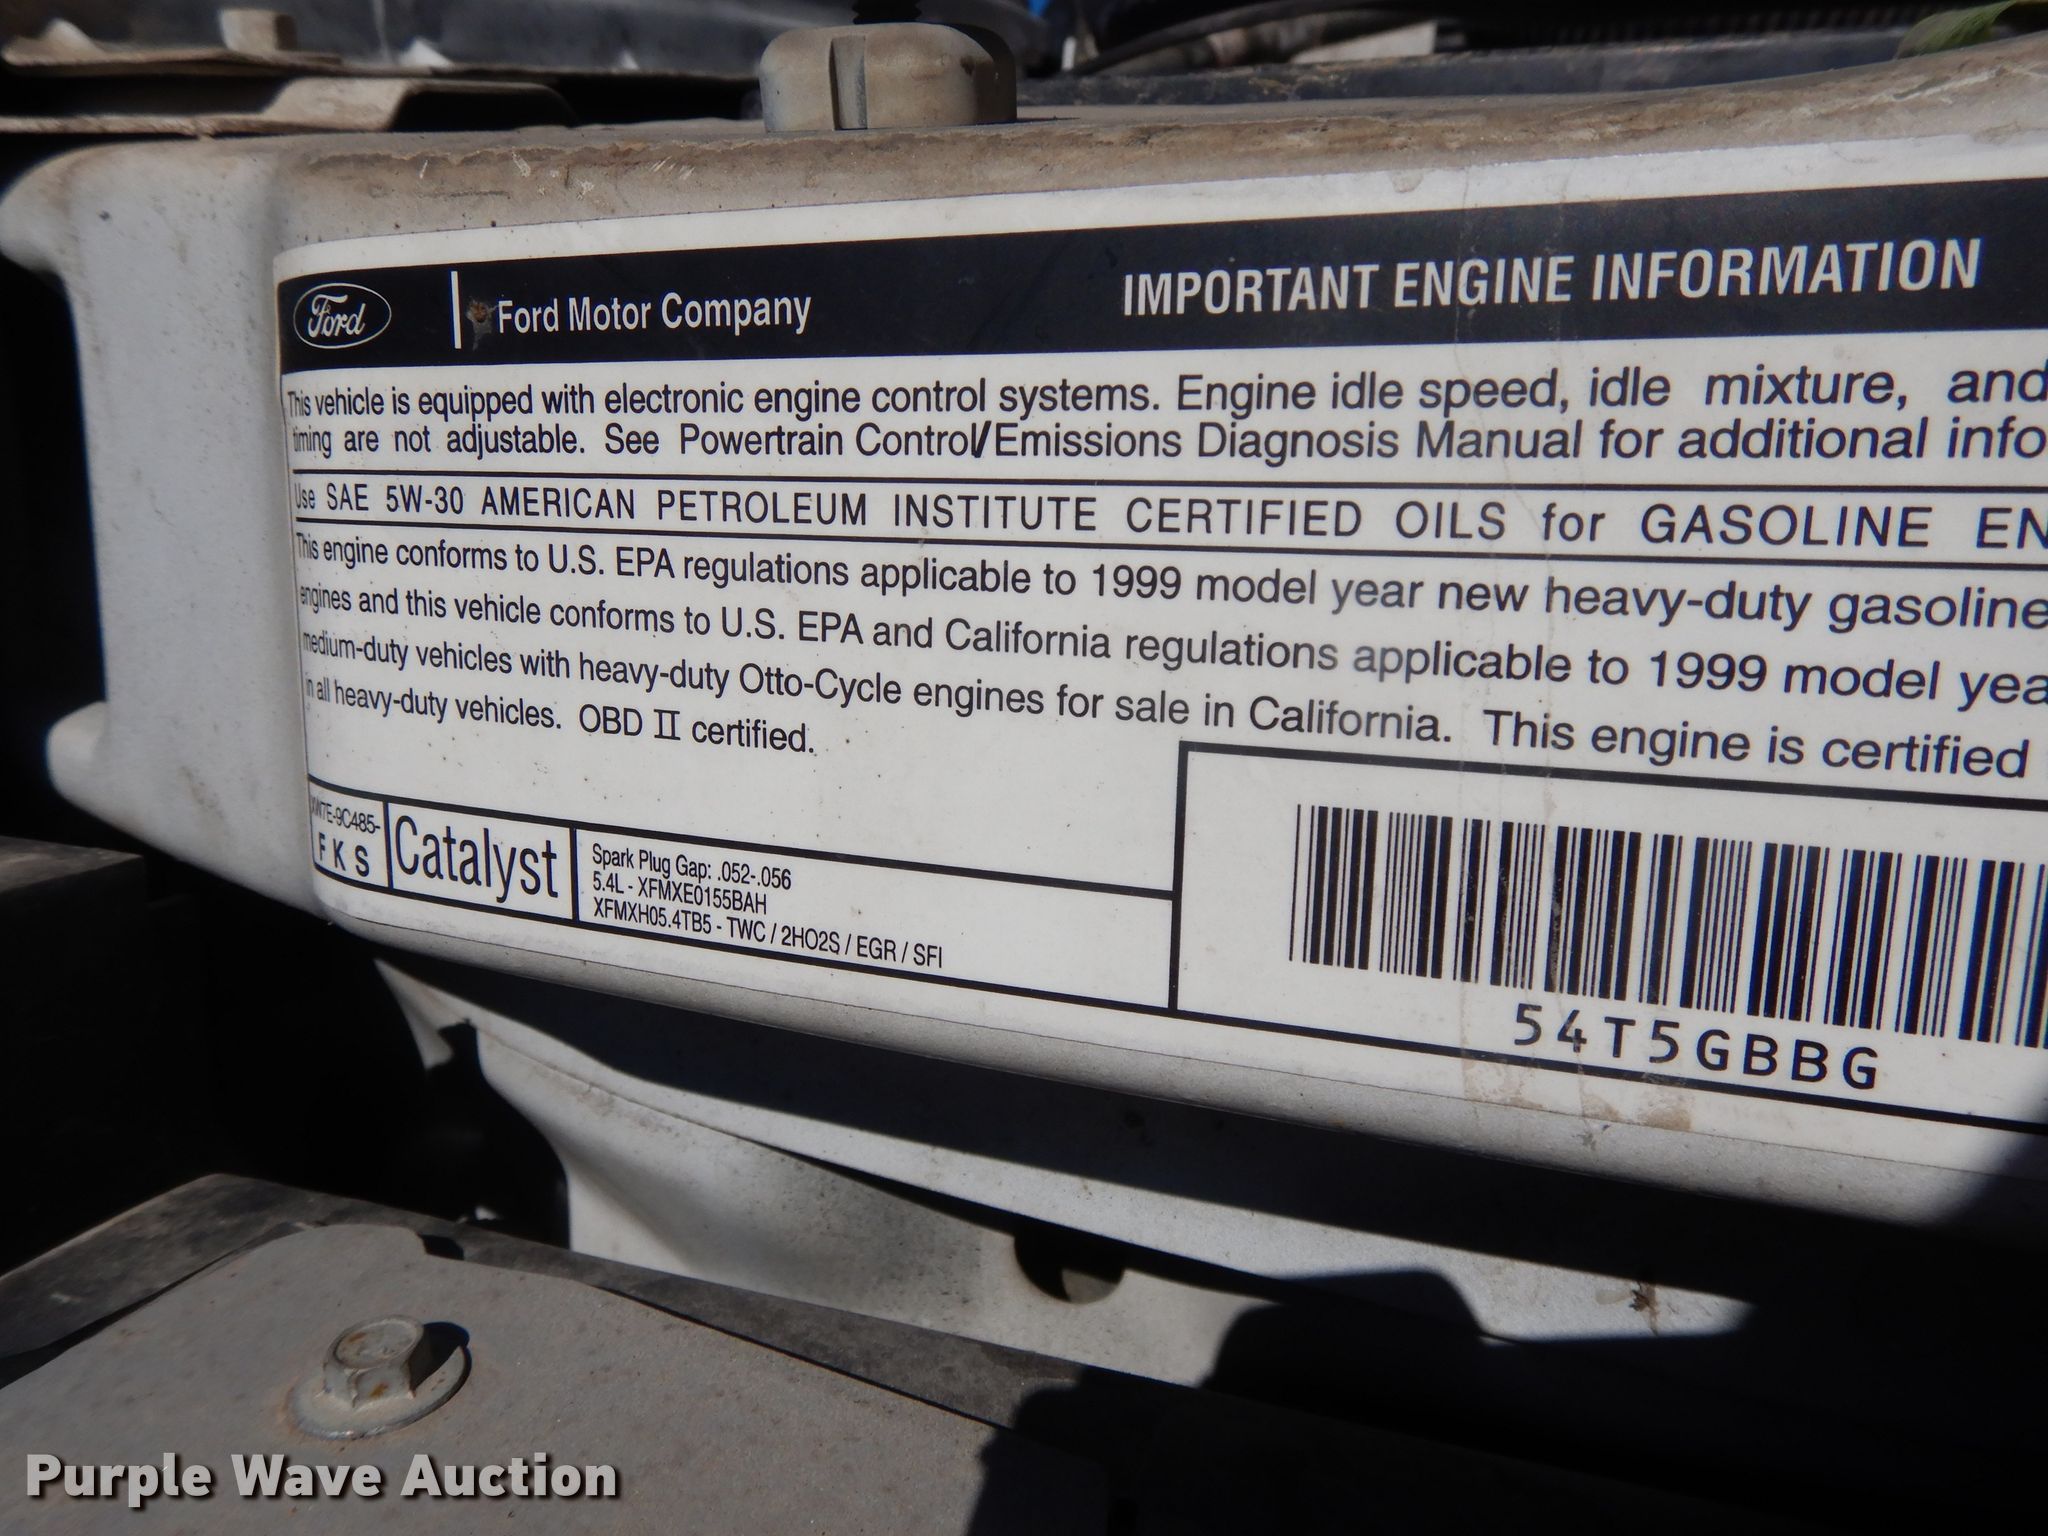 Ford
Ford Motor Company
IMPORTANT ENGINE INFORMATION
This vehicle is equipped with electronic engine control systems. Engine idle speed, idle mixture, and
timing are not adjustable. See Powertrain Control/Emissions Diagnosis Manual for additional info
Use SAE 5W-30 AMERICAN PETROLEUM INSTITUTE CERTIFIED OILS for GASOLINE EN
This engine conforms to U.S. EPA regulations applicable to 1999 model year new heavy-duty gasoline
engines and this vehicle conforms to U.S. EPA and California regulations applicable to 1999 model yea
medium-duty vehicles with heavy-duty Otto-Cycle engines for sale in California. This engine is certified
in all heavy-duty vehicles. OBD II certified.
XW7E-9C485-
FKS
Catalyst
Spark Plug Gap: .052-.056
5.4L - XFMXE0155BAH
XFMXH05.4TB5 - TWC / 2HO2S / EGR / SFI
54T5GBBG
Purple Wave Auction